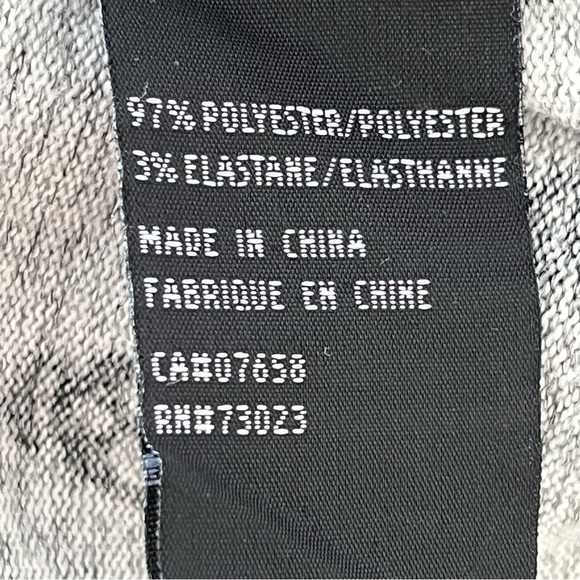 97% POLYESTER/POLYESTER
3% ELASTANE/ELASTHANNE
MADE IN CHINA
FABRIQUE EN CHINE
CA#07658
RN#73023